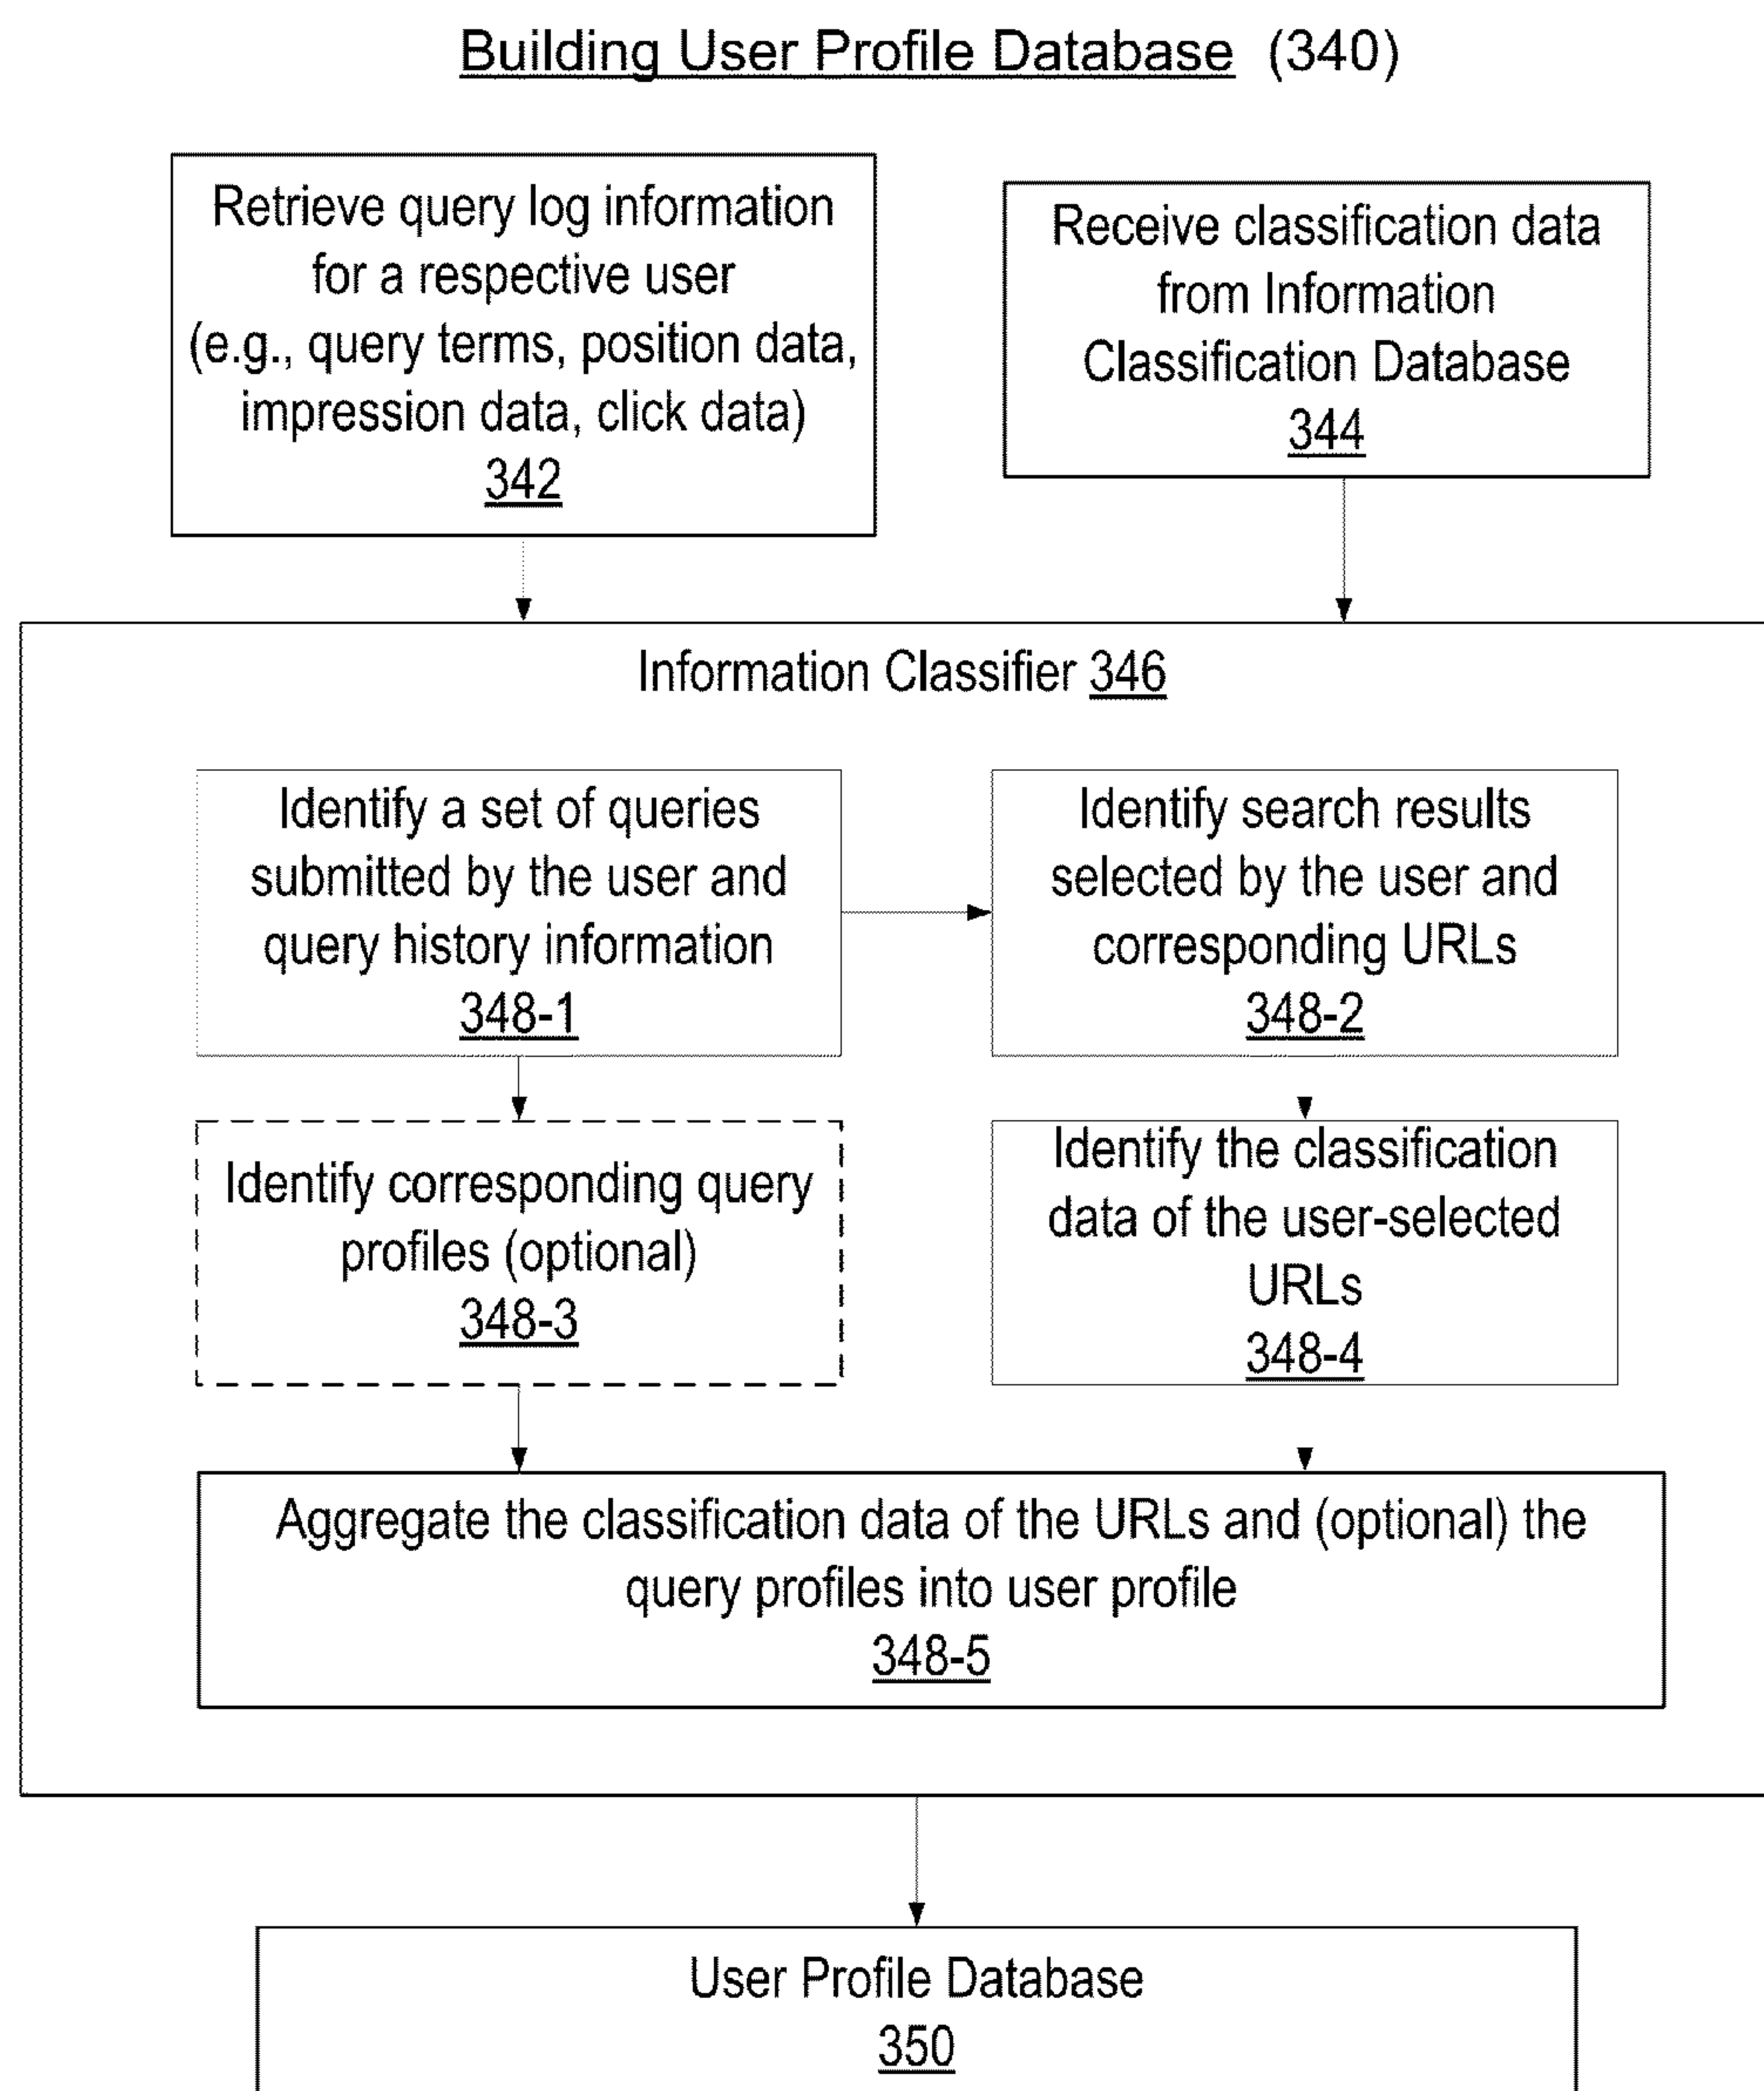 Building User Profile Database (340)
Retrieve query log information
for a respective user
(e.g., query terms, position data,
impression data, click data)
342
Receive classification data
from Information
Classification Database
344
Information Classifier 346
Identify a set of queries
submitted by the user and
query history information
348-1
Identify search results
selected by the user and
corresponding URLs
348-2
Identify corresponding query
profiles (optional)
348-3
Identify the classification
data of the user-selected
URLs
348-4
Aggregate the classification data of the URLs and (optional) the
query profiles into user profile
348-5
User Profile Database
350